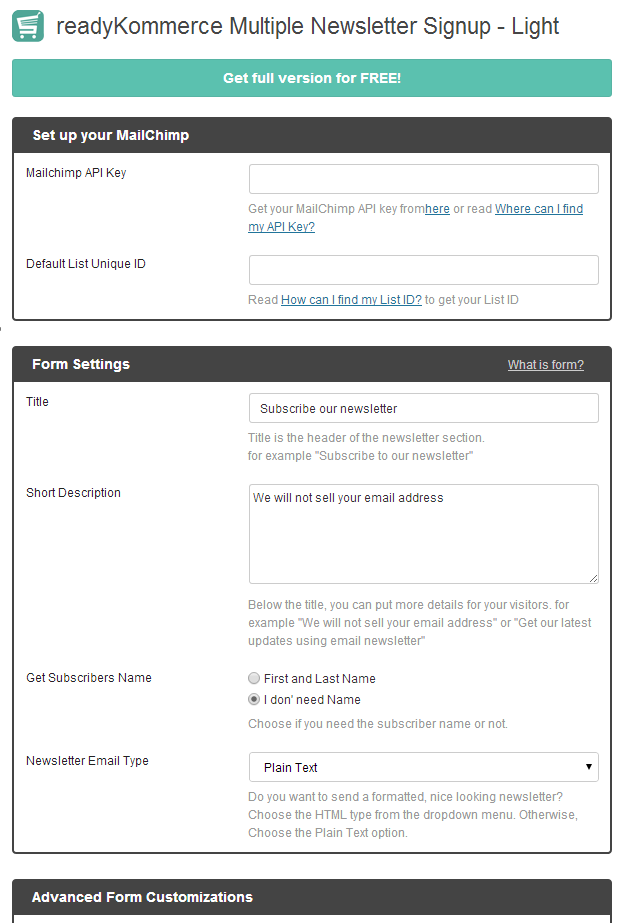 readyKommerce Multiple Newsletter Signup - Light
Get full version for FREE!
Set up your MailChimp
Mailchimp API Key
Get your MailChimp API key fromhere or read Where can I find
my API Key?
Default List Unique ID
Read How can I find my List ID? to get your List ID
Form Settings
What is form?
Title
Subscribe our newsletter
Title is the header of the newsletter section.
for example "Subscribe to our newsletter"
Short Description
We will not sell your email address
Below the title, you can put more details for your visitors. for
example "We will not sell your email address" or "Get our latest
updates using email newsletter"
Get Subscribers Name
First and Last Name
I don' need Name
Choose if you need the subscriber name or not.
Newsletter Email Type
Plain Text
Do you want to send a formatted, nice looking newsletter?
Choose the HTML type from the dropdown menu. Otherwise,
Choose the Plain Text option.
Advanced Form Customizations